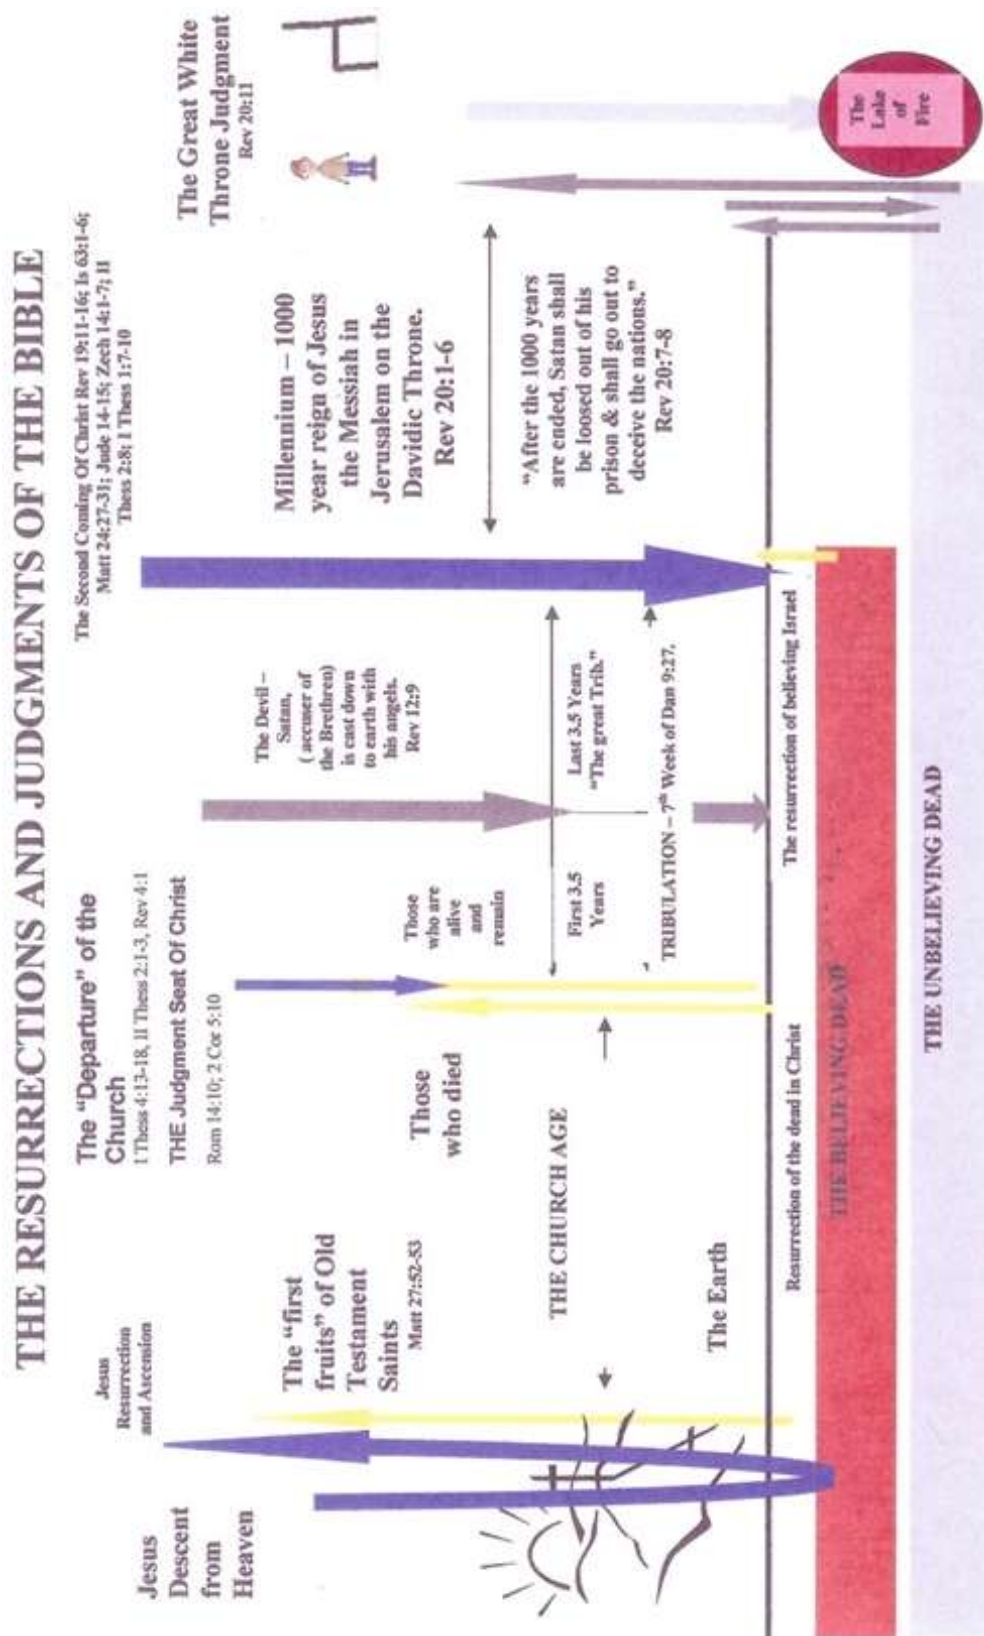 THE RESURRECTIONS AND JUDGMENTS OF THE BIBLE
Jesus
Descent
from
Heaven
Jesus
Resurrection
and Ascension
The “first
fruits” of Old
Testament
Saints
Matt 27:52-53
THE CHURCH AGE
The Earth
The “Departure” of the
Church
I Thess 4:13-18, II Thess 2:1-3, Rev 4:1
THE Judgment Seat Of Christ
Rom 14:10; 2 Cor 5:10
Those
who died
Those
who are
alive
and
remain
The Devil –
Satan,
( accuser of
the Brethren)
is cast down
to earth with
his angels.
Rev 12:9
First 3.5
Years
Last 3.5 Years
“The great Trib.”
TRIBULATION – 7th Week of Dan 9:27.
The Second Coming Of Christ Rev 19:11-16; Is 63:1-6;
Matt 24:27-31; Jude 14-15; Zech 14:1-7; II
Thess 2:8; I Thess 1:7-10
Millennium – 1000
year reign of Jesus
the Messiah in
Jerusalem on the
Davidic Throne.
Rev 20:1-6
“After the 1000 years
are ended, Satan shall
be loosed out of his
prison & shall go out to
deceive the nations.”
Rev 20:7-8
The Great White
Throne Judgment
Rev 20:11
The
Lake
of
Fire
Resurrection of the dead in Christ
The resurrection of believing Israel
THE BELIEVING DEAD
THE UNBELIEVING DEAD